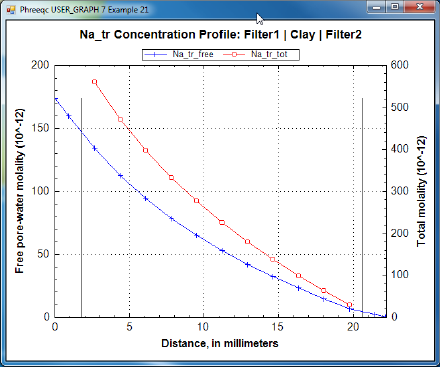 Phreeqc USER_GRAPH 7 Example 21
Na_tr Concentration Profile: Filter1 | Clay | Filter2
Na_tr_free Na_tr_tot
200 600
500
150
400
100 300
200
50
100
0 0
0 5 10 15 20
Free pore-water molality (10^-12)
Total molality (10^-12)
Distance, in millimeters